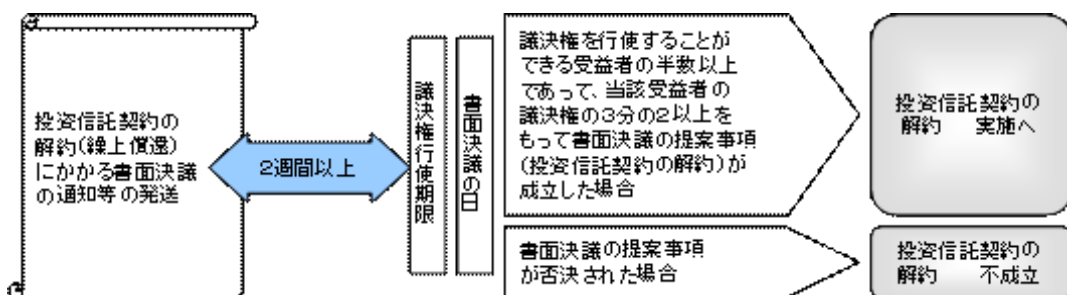 投資信託契約の
解約(繰上償還)
にかかる書面決議
の通知等の発送
2週間以上
議決権行使期限
書面決議の日
議決権を行使することが
できる受益者の半数以上
であって、当該受益者の
議決権の3分の2以上を
もって書面決議の提案事項
(投資信託契約の解約)が
成立した場合
投資信託契約の
解約 実施へ
書面決議の提案事項
が否決された場合
投資信託契約の
解約 不成立